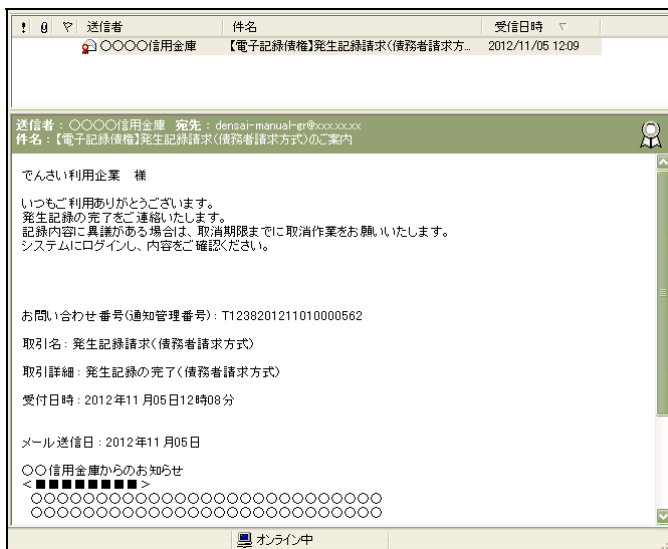 ! 送信者 件名 受信日時
○○○○信用金庫 【電子記録債権】発生記録請求(債務者請求方... 2012/11/05 12:09
送信者：○○○○信用金庫 宛先：densai-manual-er@xxx.xx.xx
件名：【電子記録債権】発生記録請求(債務者請求方式)のご案内
でんさい利用企業 様
いつもご利用ありがとうございます。
発生記録の完了をご連絡いたします。
記録内容に異議がある場合は、取消期限までに取消作業をお願いいたします。
システムにログインし、内容をご確認ください。
お問い合わせ番号(通知管理番号)：T1238201211010000562
取引名：発生記録請求(債務者請求方式)
取引詳細：発生記録の完了(債務者請求方式)
受付日時：2012年11月05日12時08分
メール送信日：2012年11月05日
○○信用金庫からのお知らせ
<■■■■■■■■>
○○○○○○○○○○○○○○○○○○○○○○○○○○○
○○○○○○○○○○○○○○○○○○○○○○○○○○○
オンライン中